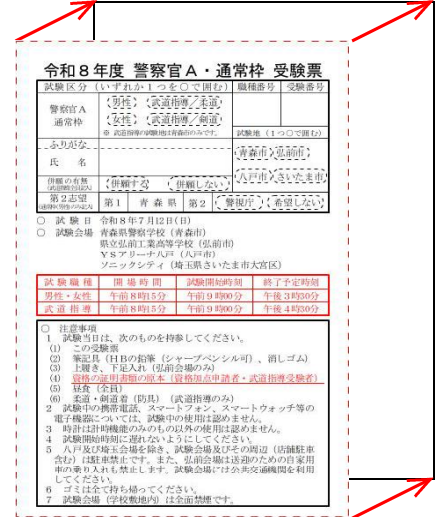 令和8年度 警察官A・通常枠 受験票
試験区分(いずれか1つを○で囲む) 職種番号 受験番号
警察官A
通常枠
男性 武道指導/柔道
女性 武道指導/剣道
※ 武道指導の試験地は青森市のみです。
試験地(1つ○で囲む)
ふりがな
氏 名
青森市 弘前市
八戸市 さいたま市
併願の有無
併願する 併願しない
第2志望
第1 青森県 第2 警視庁 希望しない
○ 試験日 令和8年7月12日(日)
○ 試験会場 青森県警察学校(青森市)
県立弘前工業高等学校(弘前市)
YSアリーナ八戸(八戸市)
ソニックシティ(埼玉県さいたま市大宮区)
試験職種 開場時間 試験開始時刻 終了予定時刻
男性・女性 午前8時15分 午前9時00分 午後3時30分
武道指導 午前8時15分 午前9時00分 午後4時30分
○ 注意事項
1 試験当日は、次のものを持参してください。
(1) この受験票
(2) 筆記具(HBの鉛筆(シャープペンシル可)、消しゴム)
(3) 上履き、下足入れ(弘前会場のみ)
(4) 資格の証明書類の原本(資格加点申請者・武道指導受験者)
(5) 昼食(全員)
(6) 柔道・剣道着(防具)(武道指導のみ)
2 試験中の携帯電話、スマートフォン、スマートウォッチ等の
電子機器については、試験中の使用は認めません。
3 時計は計時機能のみのもの以外の使用は認めません。
4 試験開始時刻に遅れないようにしてください。
5 八戸及び埼玉会場を除き、試験会場及びその周辺(店舗駐車
含む)は駐車禁止です。また、弘前会場は送迎のための自家用
車の乗り入れも禁止します。試験会場には公共交通機関を利用
してください。
6 ゴミは全て持ち帰ってください。
7 試験会場(学校敷地内)は全面禁煙です。